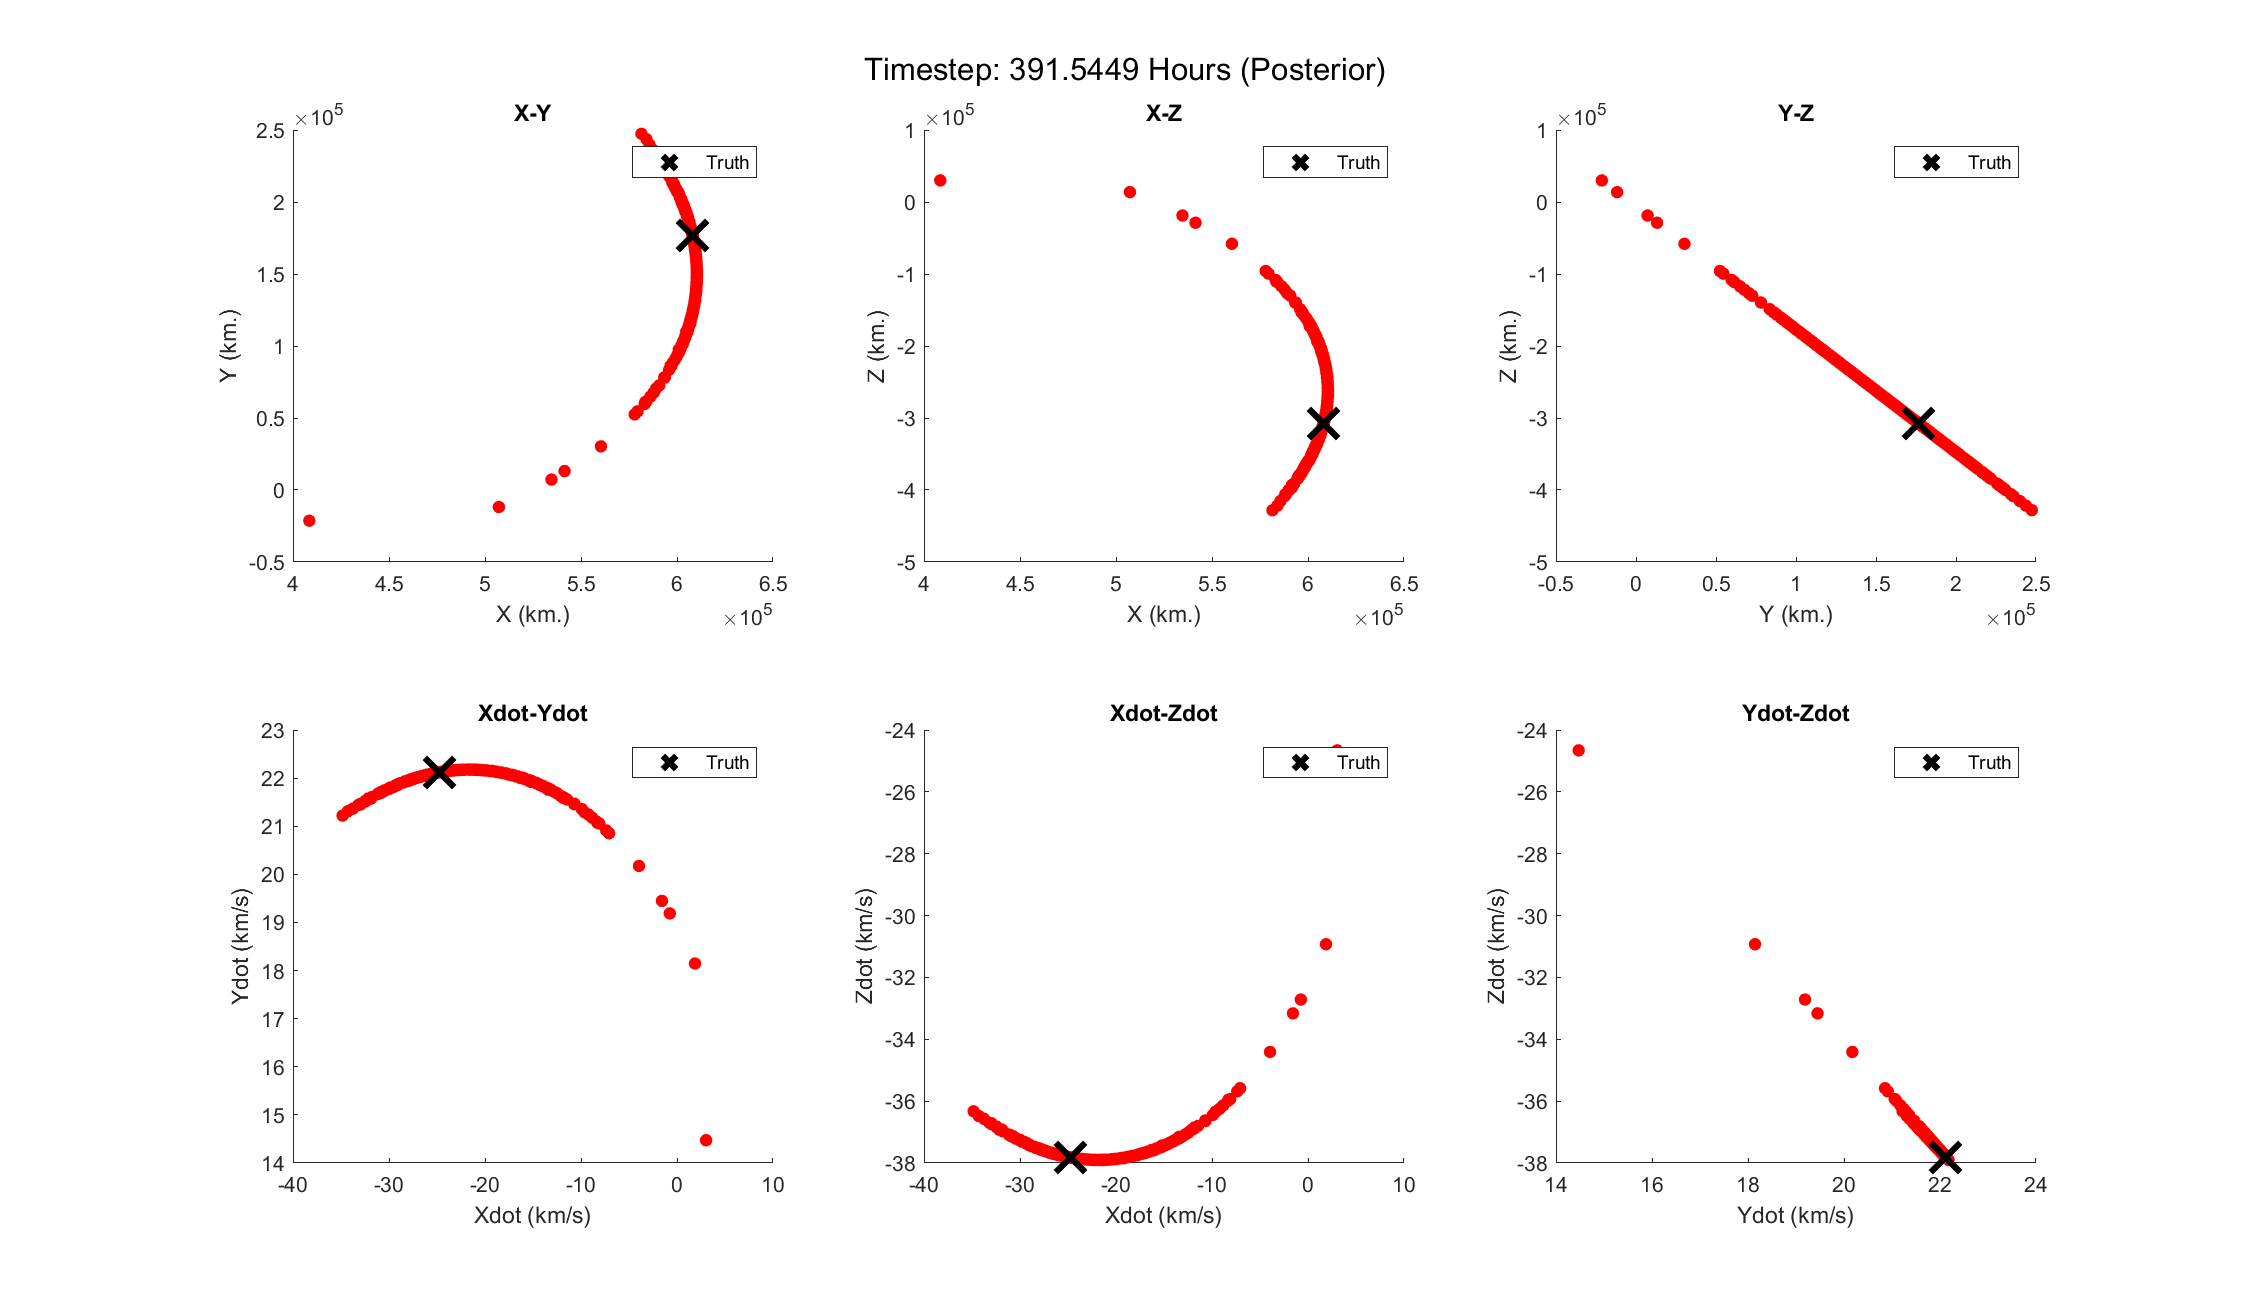 Timestep: 391.5449 Hours (Posterior)
X-Y
×10^5
2.5
2
1.5
1
0.5
0
-0.5
Y (km.)
Truth
4 4.5 5 5.5 6 6.5
X (km.)
×10^5
X-Z
×10^5
1
0
-1
-2
-3
-4
-5
Z (km.)
Truth
4 4.5 5 5.5 6 6.5
X (km.)
×10^5
Y-Z
×10^5
1
0
-1
-2
-3
-4
-5
Z (km.)
Truth
-0.5 0 0.5 1 1.5 2 2.5
Y (km.)
×10^5
Xdot-Ydot
23
22
21
20
19
18
17
16
15
14
Ydot (km/s)
Truth
-40 -30 -20 -10 0 10
Xdot (km/s)
Xdot-Zdot
-24
-26
-28
-30
-32
-34
-36
-38
Zdot (km/s)
Truth
-40 -30 -20 -10 0 10
Xdot (km/s)
Ydot-Zdot
-24
-26
-28
-30
-32
-34
-36
-38
Zdot (km/s)
Truth
14 16 18 20 22 24
Ydot (km/s)